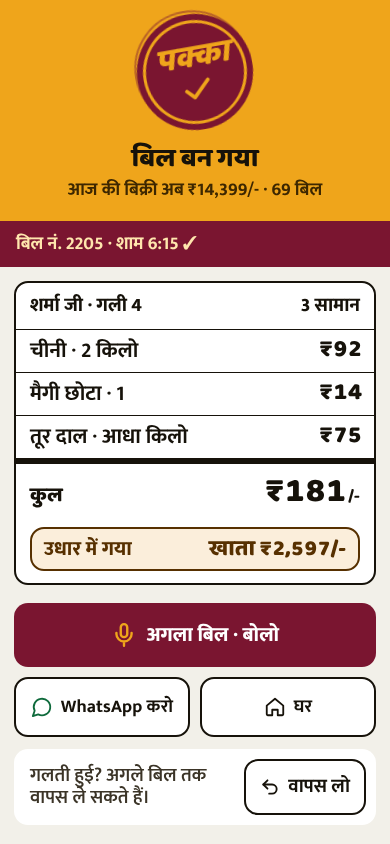 पक्का
बिल बन गया
आज की बिक्री अब ₹14,399/- · 69 बिल
बिल नं. 2205 · शाम 6:15 ✓
शर्मा जी · गली 4 3 सामान
चीनी · 2 किलो ₹92
मैगी छोटा · 1 ₹14
तूर दाल · आधा किलो ₹75
कुल ₹181/-
उधार में गया खाता ₹2,597/-
अगला बिल · बोलो
WhatsApp करो घर
गलती हुई? अगले बिल तक
वापस ले सकते हैं।
वापस लो